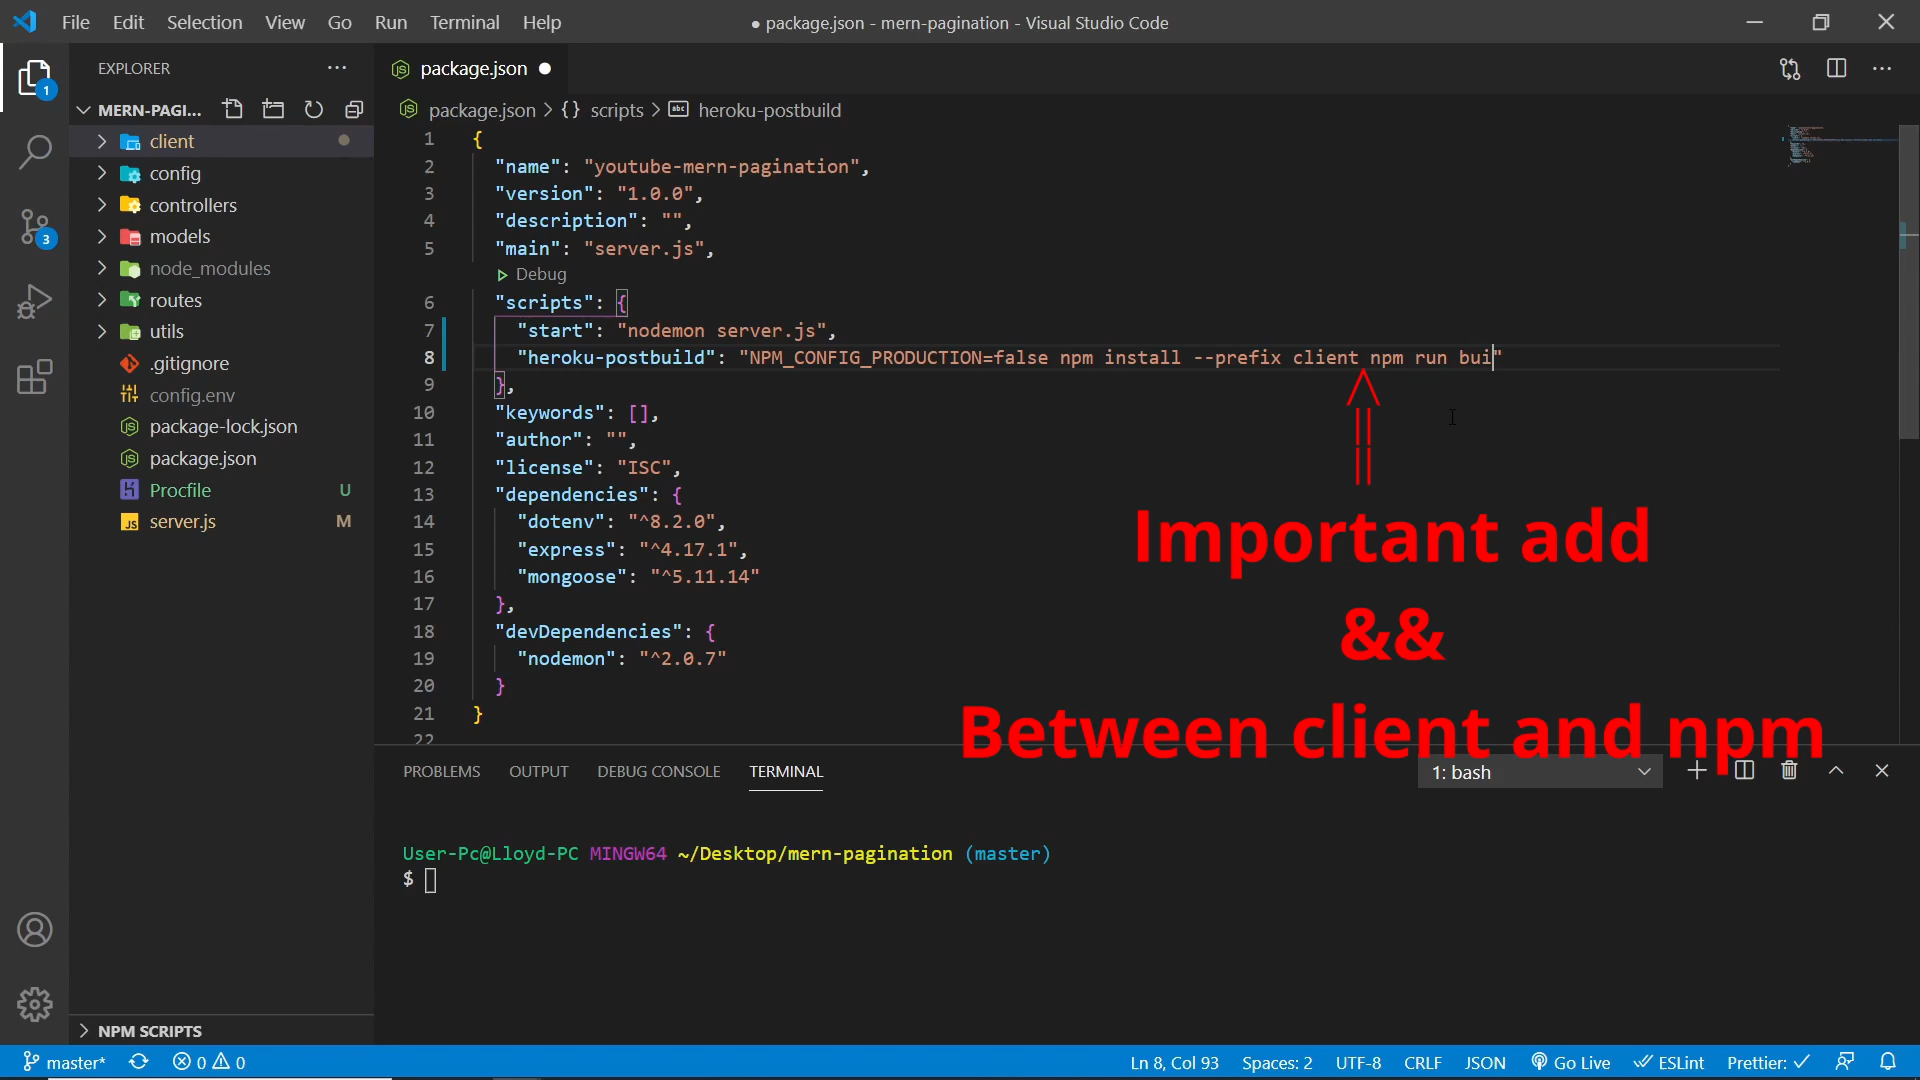 File Edit Selection View Go Run Terminal Help
● package.json - mern-pagination - Visual Studio Code
EXPLORER
package.json
1
MERN-PAGI...
package.json > {} scripts > heroku-postbuild
client
config
controllers
models
node_modules
routes
utils
.gitignore
config.env
package-lock.json
package.json
Procfile U
server.js M
3
1 {
2 "name": "youtube-mern-pagination",
3 "version": "1.0.0",
4 "description": "",
5 "main": "server.js",
Debug
6 "scripts": {
7 "start": "nodemon server.js",
8 "heroku-postbuild": "NPM_CONFIG_PRODUCTION=false npm install --prefix client npm run bui"
9 },
10 "keywords": [],
11 "author": "",
12 "license": "ISC",
13 "dependencies": {
14 "dotenv": "^8.2.0",
15 "express": "^4.17.1",
16 "mongoose": "^5.11.14"
17 },
18 "devDependencies": {
19 "nodemon": "^2.0.7"
20 }
21 }
22
Important add
&&
Between client and npm
PROBLEMS OUTPUT DEBUG CONSOLE TERMINAL
1: bash
User-Pc@Lloyd-PC MINGW64 ~/Desktop/mern-pagination (master)
$
NPM SCRIPTS
master* 0 0
Ln 8, Col 93 Spaces: 2 UTF-8 CRLF JSON Go Live ESLint Prettier: ✓